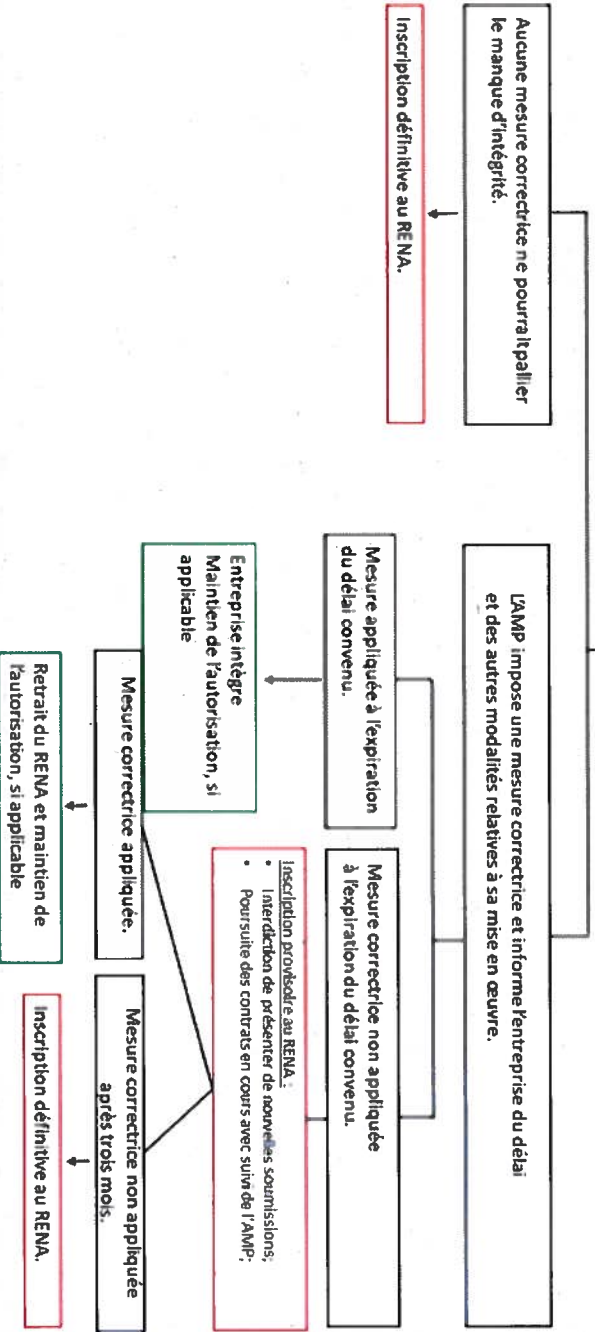 Aucune mesure correctrice ne pourrait pallier
le manque d'intégrité.
Inscription définitive au RENA.
L'AMP impose une mesure correctrice et informe l'entreprise du délai
et des autres modalités relatives à sa mise en œuvre.
Mesure appliquée à l'expiration
du délai convenu.
Entreprise intègre
Maintien de l'autorisation, si
applicable
Mesure correctrice non appliquée
à l'expiration du délai convenu.
Inscription provisoire au RENA :
• Interdiction de présenter de nouvelles soumissions;
• Poursuite des contrats en cours avec suivi de l'AMP;
Mesure correctrice appliquée.
Retrait du RENA et maintien de
l'autorisation, si applicable
Mesure correctrice non appliquée
après trois mois.
Inscription définitive au RENA.